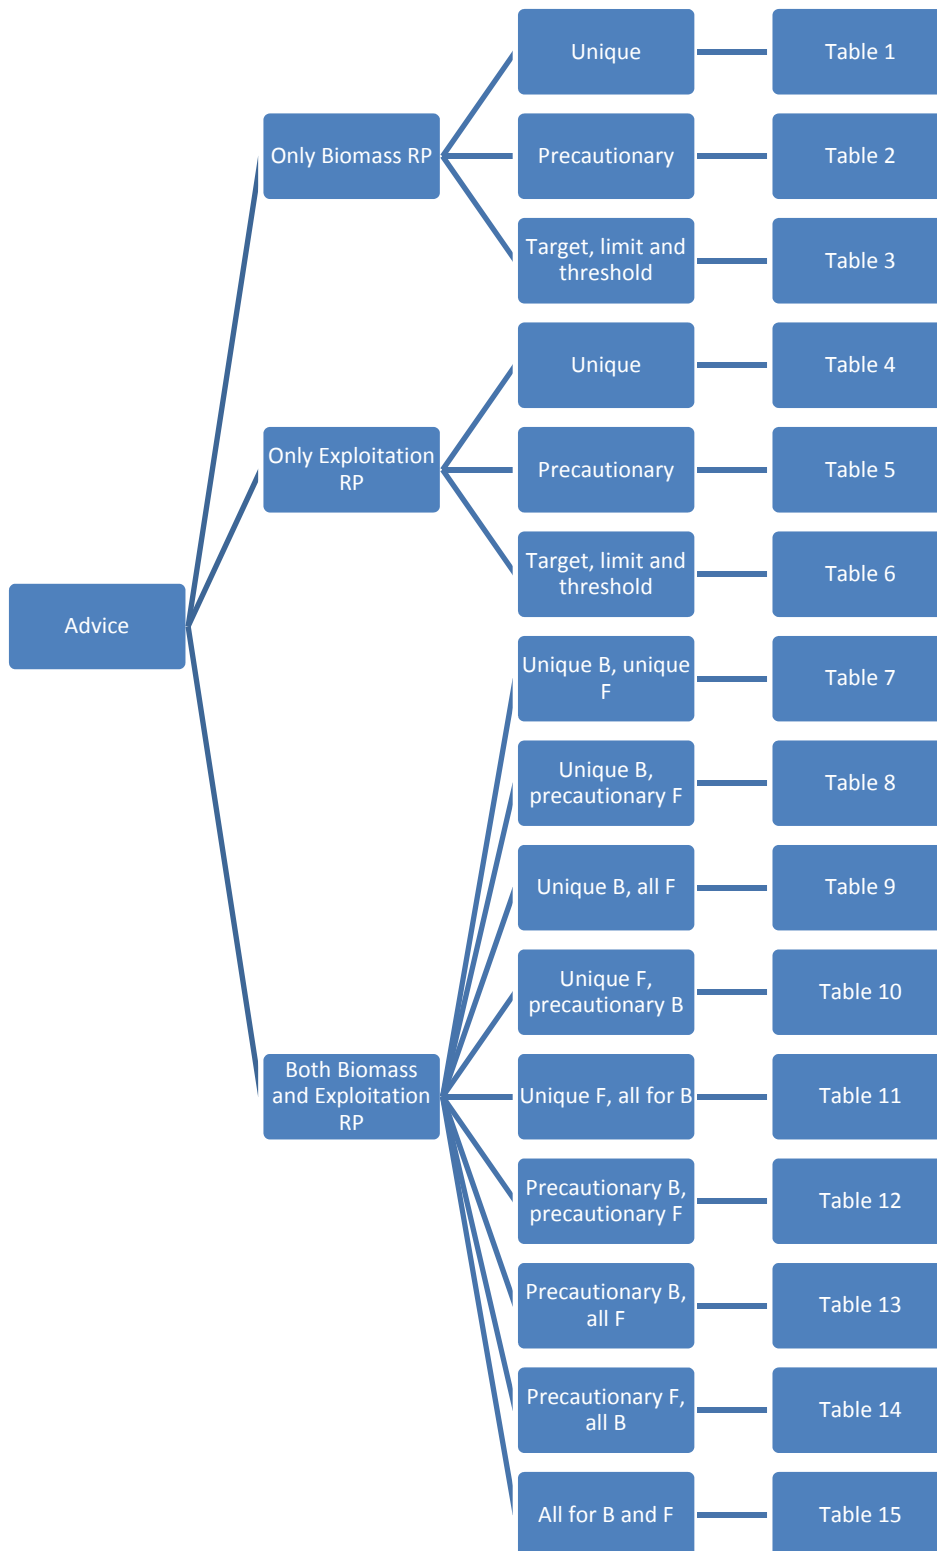 Unique
Table 1
Only Biomass RP
Precautionary
Table 2
Target, limit and
threshold
Table 3
Unique
Table 4
Only Exploitation
RP
Precautionary
Table 5
Target, limit and
threshold
Table 6
Advice
Unique B, unique
F
Table 7
Unique B,
precautionary F
Table 8
Unique B, all F
Table 9
Unique F,
precautionary B
Table 10
Both Biomass
and Exploitation
RP
Unique F, all for B
Table 11
Precautionary B,
precautionary F
Table 12
Precautionary B,
all F
Table 13
Precautionary F,
all B
Table 14
All for B and F
Table 15